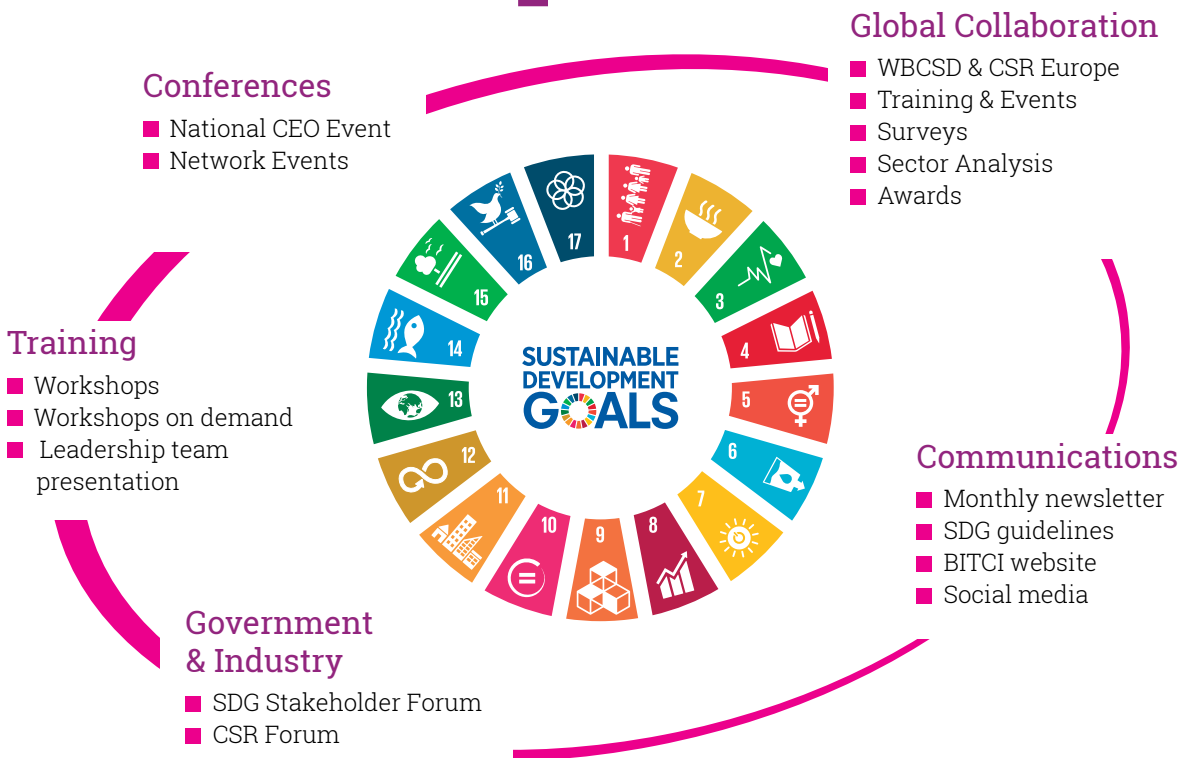 Global Collaboration
WBCSD & CSR Europe
Training & Events
Surveys
Sector Analysis
Awards
Conferences
National CEO Event
Network Events
Training
Workshops
Workshops on demand
Leadership team
presentation
Government
& Industry
SDG Stakeholder Forum
CSR Forum
Communications
Monthly newsletter
SDG guidelines
BITCI website
Social media
SUSTAINABLE
DEVELOPMENT
GOALS
1
2
3
4
5
6
7
8
9
10
11
12
13
14
15
16
17